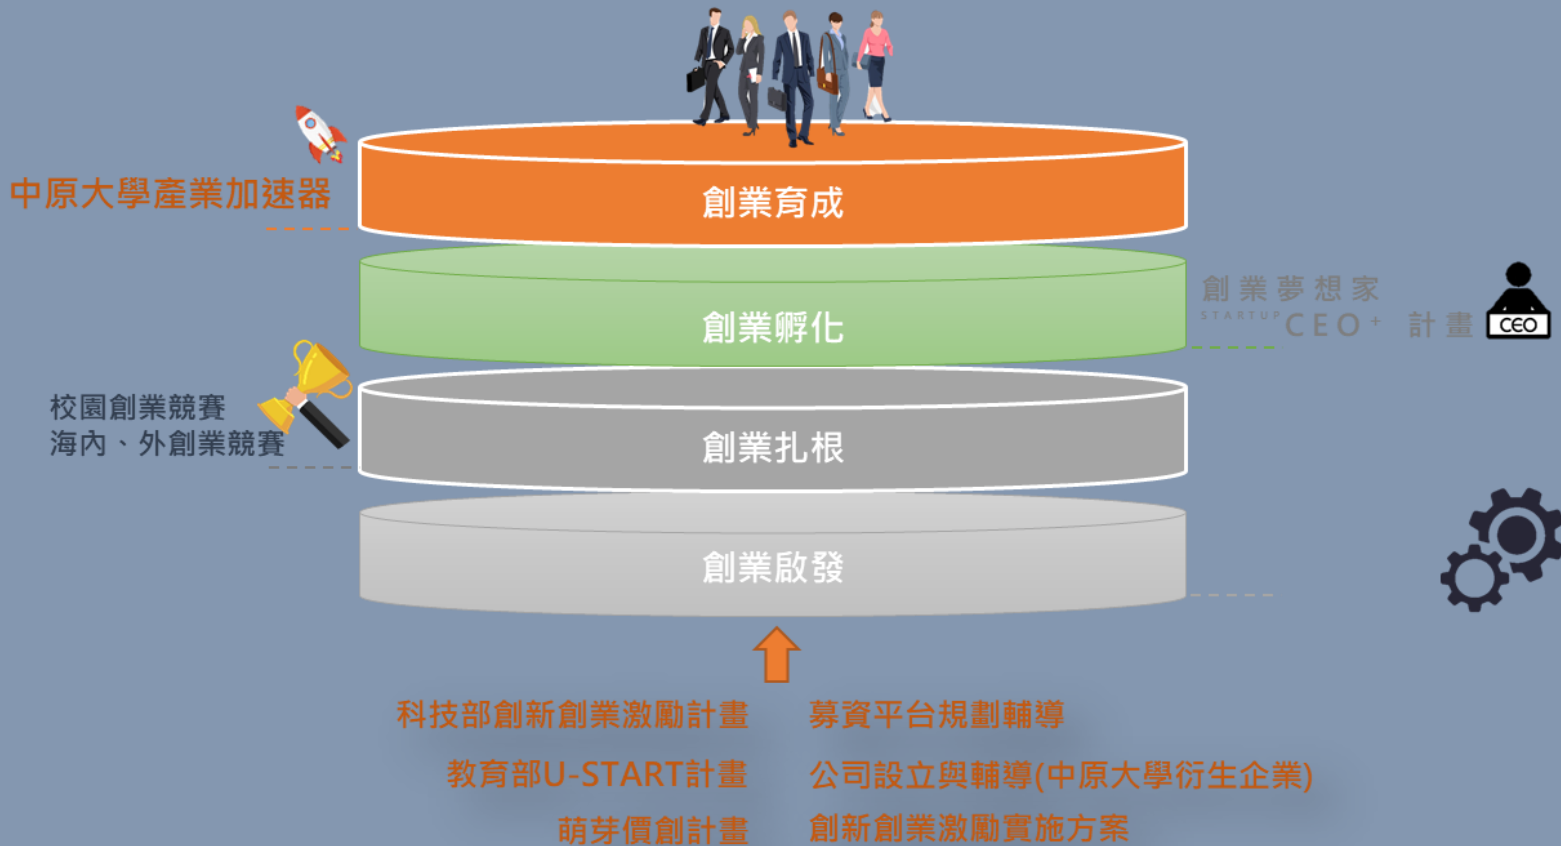 中原大學產業加速器
創業育成
創業孵化
創業夢想家
STARTUP CEO+ 計畫
CEO
校園創業競賽
海內、外創業競賽
創業扎根
創業啟發
科技部創新創業激勵計畫
募資平台規劃輔導
教育部U-START計畫
公司設立與輔導(中原大學衍生企業)
萌芽價創計畫
創新創業激勵實施方案